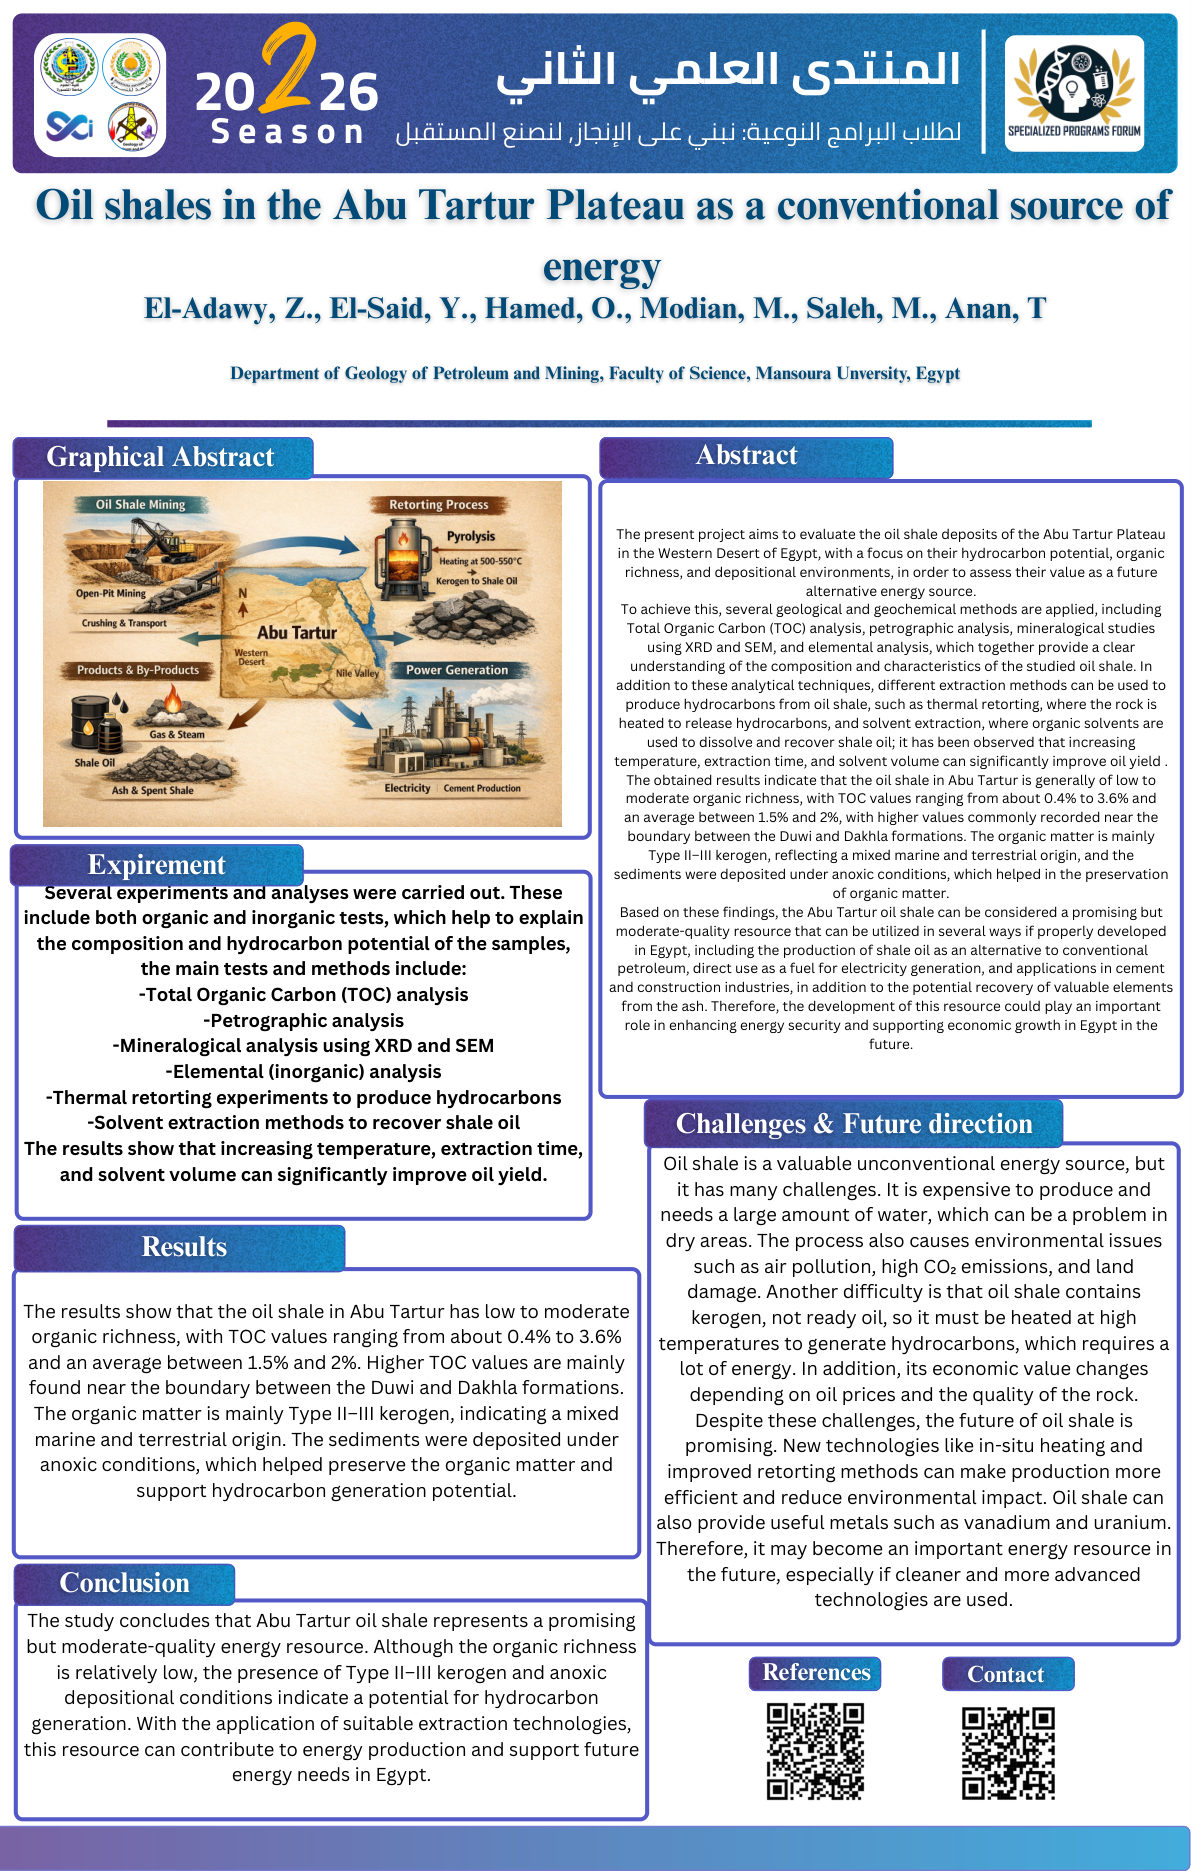 2026
2
Season
المنتدى العلمي الثاني
لطلاب البرامج النوعية: نبني على الإنجاز, لنصنع المستقبل
SPECIALIZED PROGRAMS FORUM
Oil shales in the Abu Tartur Plateau as a conventional source of
energy
El-Adawy, Z., El-Said, Y., Hamed, O., Modian, M., Saleh, M., Anan, T
Department of Geology of Petroleum and Mining, Faculty of Science, Mansoura Unversity, Egypt
Graphical Abstract
Oil Shale Mining
Open-Pit Mining
Crushing & Transport
Retorting Process
Pyrolysis
Heating at 500-550°C
Kerogen to Shale Oil
N
Abu Tartur
Western
Desert
Nile Valley
Products & By-Products
Gas & Steam
Shale Oil
Ash & Spent Shale
Power Generation
Electricity | Cement Production
Expirement
Several experiments and analyses were carried out. These
include both organic and inorganic tests, which help to explain
the composition and hydrocarbon potential of the samples,
the main tests and methods include:
-Total Organic Carbon (TOC) analysis
-Petrographic analysis
-Mineralogical analysis using XRD and SEM
-Elemental (inorganic) analysis
-Thermal retorting experiments to produce hydrocarbons
-Solvent extraction methods to recover shale oil
The results show that increasing temperature, extraction time,
and solvent volume can significantly improve oil yield.
Results
The results show that the oil shale in Abu Tartur has low to moderate
organic richness, with TOC values ranging from about 0.4% to 3.6%
and an average between 1.5% and 2%. Higher TOC values are mainly
found near the boundary between the Duwi and Dakhla formations.
The organic matter is mainly Type II–III kerogen, indicating a mixed
marine and terrestrial origin. The sediments were deposited under
anoxic conditions, which helped preserve the organic matter and
support hydrocarbon generation potential.
Conclusion
The study concludes that Abu Tartur oil shale represents a promising
but moderate-quality energy resource. Although the organic richness
is relatively low, the presence of Type II–III kerogen and anoxic
depositional conditions indicate a potential for hydrocarbon
generation. With the application of suitable extraction technologies,
this resource can contribute to energy production and support future
energy needs in Egypt.
Abstract
The present project aims to evaluate the oil shale deposits of the Abu Tartur Plateau
in the Western Desert of Egypt, with a focus on their hydrocarbon potential, organic
richness, and depositional environments, in order to assess their value as a future
alternative energy source.
To achieve this, several geological and geochemical methods are applied, including
Total Organic Carbon (TOC) analysis, petrographic analysis, mineralogical studies
using XRD and SEM, and elemental analysis, which together provide a clear
understanding of the composition and characteristics of the studied oil shale. In
addition to these analytical techniques, different extraction methods can be used to
produce hydrocarbons from oil shale, such as thermal retorting, where the rock is
heated to release hydrocarbons, and solvent extraction, where organic solvents are
used to dissolve and recover shale oil; it has been observed that increasing
temperature, extraction time, and solvent volume can significantly improve oil yield .
The obtained results indicate that the oil shale in Abu Tartur is generally of low to
moderate organic richness, with TOC values ranging from about 0.4% to 3.6% and
an average between 1.5% and 2%, with higher values commonly recorded near the
boundary between the Duwi and Dakhla formations. The organic matter is mainly
Type II–III kerogen, reflecting a mixed marine and terrestrial origin, and the
sediments were deposited under anoxic conditions, which helped in the preservation
of organic matter.
Based on these findings, the Abu Tartur oil shale can be considered a promising but
moderate-quality resource that can be utilized in several ways if properly developed
in Egypt, including the production of shale oil as an alternative to conventional
petroleum, direct use as a fuel for electricity generation, and applications in cement
and construction industries, in addition to the potential recovery of valuable elements
from the ash. Therefore, the development of this resource could play an important
role in enhancing energy security and supporting economic growth in Egypt in the
future.
Challenges & Future direction
Oil shale is a valuable unconventional energy source, but
it has many challenges. It is expensive to produce and
needs a large amount of water, which can be a problem in
dry areas. The process also causes environmental issues
such as air pollution, high CO₂ emissions, and land
damage. Another difficulty is that oil shale contains
kerogen, not ready oil, so it must be heated at high
temperatures to generate hydrocarbons, which requires a
lot of energy. In addition, its economic value changes
depending on oil prices and the quality of the rock.
Despite these challenges, the future of oil shale is
promising. New technologies like in-situ heating and
improved retorting methods can make production more
efficient and reduce environmental impact. Oil shale can
also provide useful metals such as vanadium and uranium.
Therefore, it may become an important energy resource in
the future, especially if cleaner and more advanced
technologies are used.
References
Contact